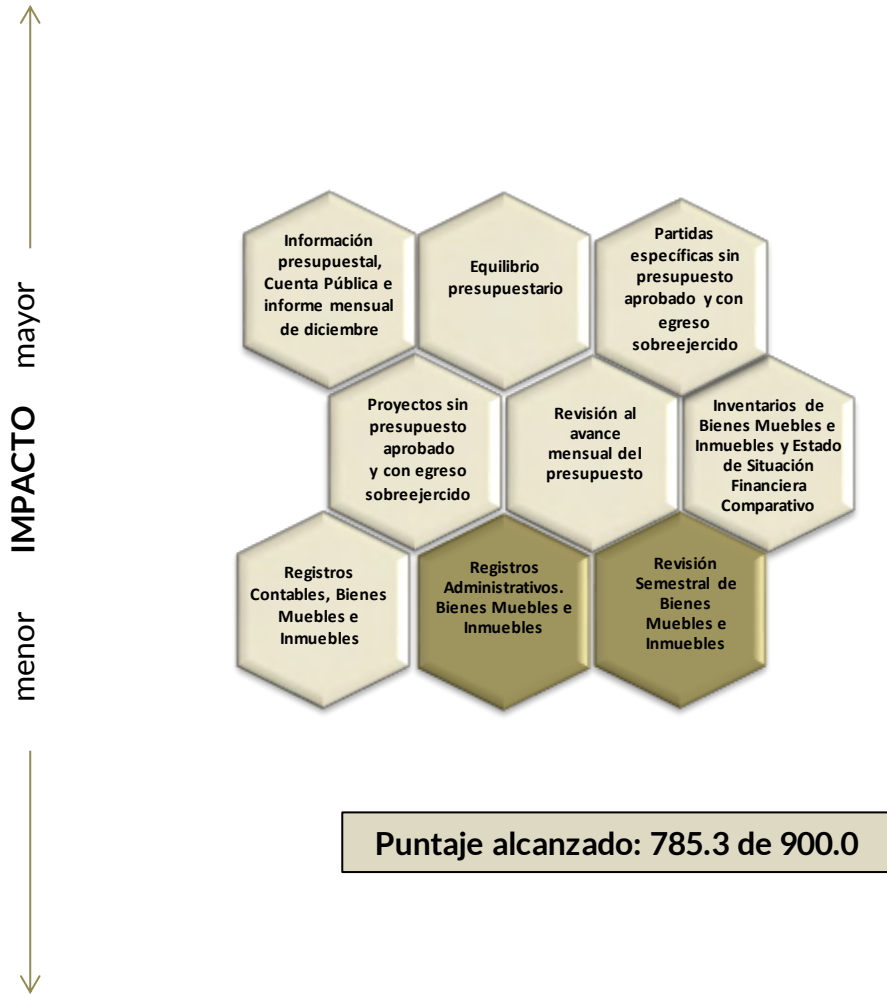 mayor
IMPACTO
menor
Información
presupuestal,
Cuenta Pública e
informe mensual
de diciembre
Equilibrio
presupuestario
Partidas
específicas sin
presupuesto
aprobado y con
egreso
sobreejercido
Proyectos sin
presupuesto
aprobado
y con egreso
sobreejercido
Revisión al
avance
mensual del
presupuesto
Inventarios de
Bienes Muebles e
Inmuebles y Estado
de Situación
Financiera
Comparativo
Registros
Contables, Bienes
Muebles e
Inmuebles
Registros
Administrativos.
Bienes Muebles e
Inmuebles
Revisión
Semestral de
Bienes
Muebles e
Inmuebles
Puntaje alcanzado: 785.3 de 900.0